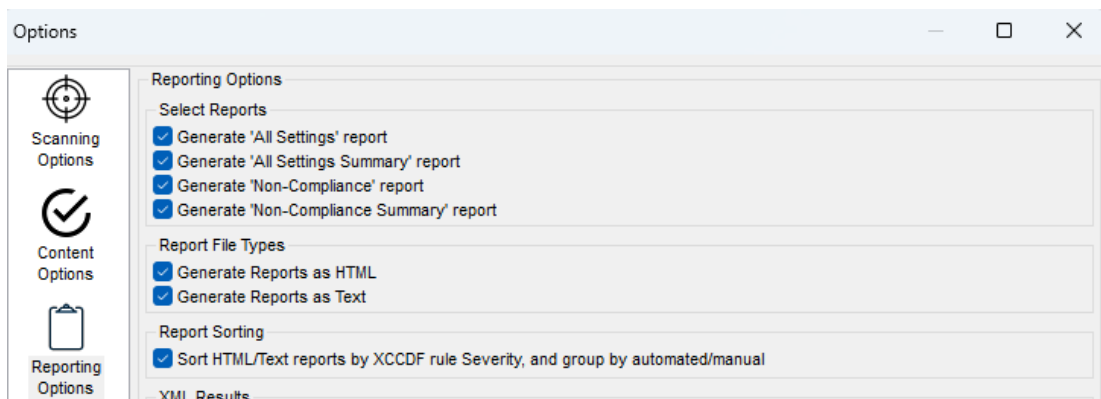 Options
Scanning
Options
Content
Options
Reporting
Options
Reporting Options
Select Reports
Generate 'All Settings' report
Generate 'All Settings Summary' report
Generate 'Non-Compliance' report
Generate 'Non-Compliance Summary' report
Report File Types
Generate Reports as HTML
Generate Reports as Text
Report Sorting
Sort HTML/Text reports by XCCDF rule Severity, and group by automated/manual
XML Results